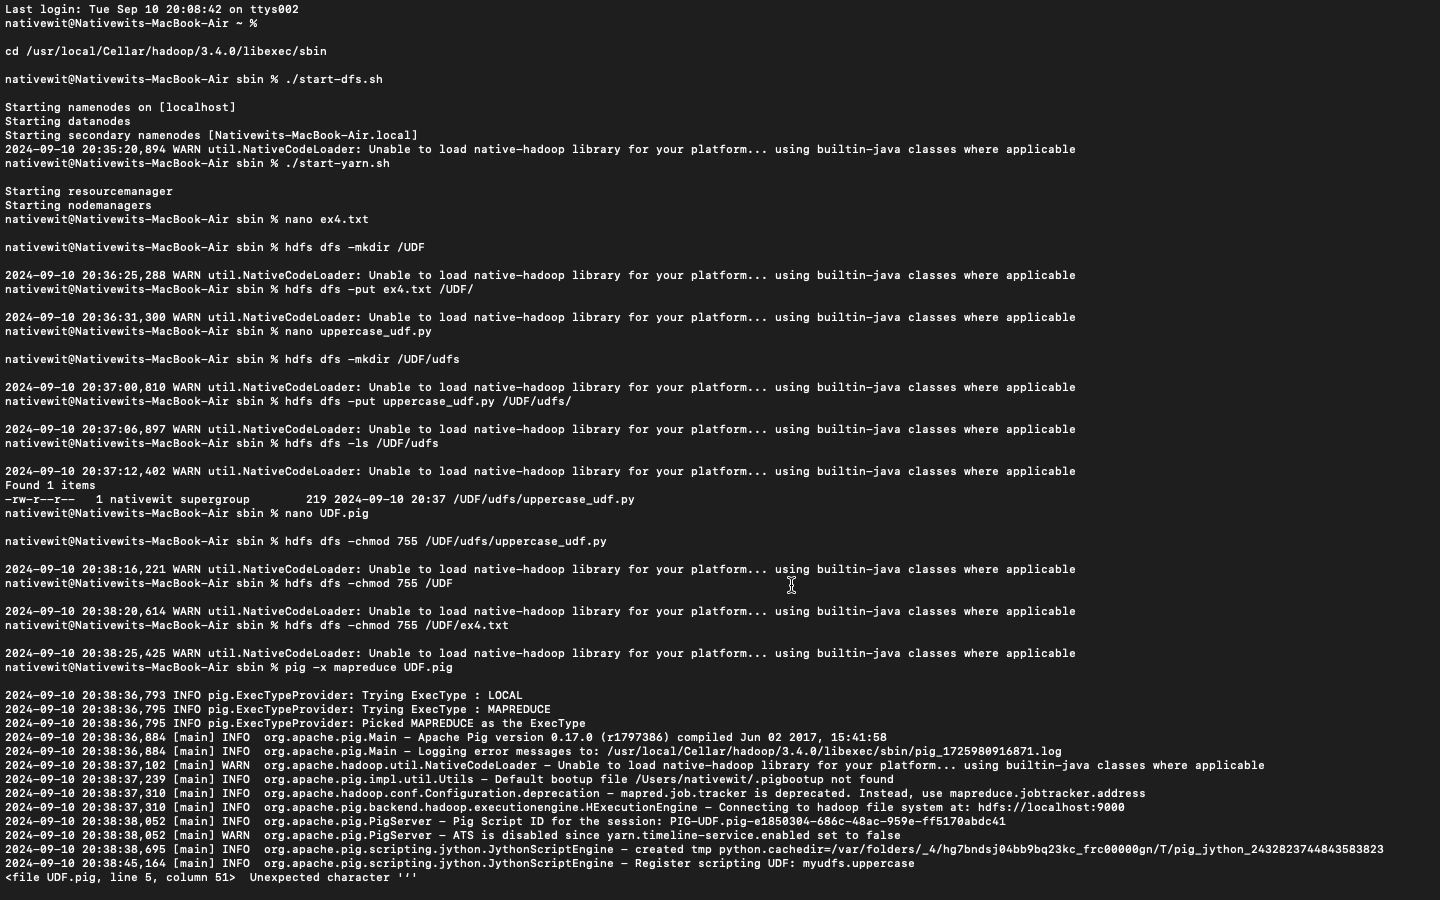 Last login: Tue Sep 10 20:08:42 on ttys002
nativewit@Nativewits-MacBook-Air ~ %
cd /usr/local/Cellar/hadoop/3.4.0/libexec/sbin
nativewit@Nativewits-MacBook-Air sbin % ./start-dfs.sh
Starting namenodes on [localhost]
Starting datanodes
Starting secondary namenodes [Nativewits-MacBook-Air.local]
2024-09-10 20:35:20,894 WARN util.NativeCodeLoader: Unable to load native-hadoop library for your platform... using builtin-java classes where applicable
nativewit@Nativewits-MacBook-Air sbin % ./start-yarn.sh
Starting resourcemanager
Starting nodemanagers
nativewit@Nativewits-MacBook-Air sbin % nano ex4.txt
nativewit@Nativewits-MacBook-Air sbin % hdfs dfs -mkdir /UDF
2024-09-10 20:36:25,288 WARN util.NativeCodeLoader: Unable to load native-hadoop library for your platform... using builtin-java classes where applicable
nativewit@Nativewits-MacBook-Air sbin % hdfs dfs -put ex4.txt /UDF/
2024-09-10 20:36:31,300 WARN util.NativeCodeLoader: Unable to load native-hadoop library for your platform... using builtin-java classes where applicable
nativewit@Nativewits-MacBook-Air sbin % nano uppercase_udf.py
nativewit@Nativewits-MacBook-Air sbin % hdfs dfs -mkdir /UDF/udfs
2024-09-10 20:37:00,810 WARN util.NativeCodeLoader: Unable to load native-hadoop library for your platform... using builtin-java classes where applicable
nativewit@Nativewits-MacBook-Air sbin % hdfs dfs -put uppercase_udf.py /UDF/udfs/
2024-09-10 20:37:06,897 WARN util.NativeCodeLoader: Unable to load native-hadoop library for your platform... using builtin-java classes where applicable
nativewit@Nativewits-MacBook-Air sbin % hdfs dfs -ls /UDF/udfs
2024-09-10 20:37:12,402 WARN util.NativeCodeLoader: Unable to load native-hadoop library for your platform... using builtin-java classes where applicable
Found 1 items
-rw-r--r--   1 nativewit supergroup        219 2024-09-10 20:37 /UDF/udfs/uppercase_udf.py
nativewit@Nativewits-MacBook-Air sbin % nano UDF.pig
nativewit@Nativewits-MacBook-Air sbin % hdfs dfs -chmod 755 /UDF/udfs/uppercase_udf.py
2024-09-10 20:38:16,221 WARN util.NativeCodeLoader: Unable to load native-hadoop library for your platform... using builtin-java classes where applicable
nativewit@Nativewits-MacBook-Air sbin % hdfs dfs -chmod 755 /UDF
2024-09-10 20:38:20,614 WARN util.NativeCodeLoader: Unable to load native-hadoop library for your platform... using builtin-java classes where applicable
nativewit@Nativewits-MacBook-Air sbin % hdfs dfs -chmod 755 /UDF/ex4.txt
2024-09-10 20:38:25,425 WARN util.NativeCodeLoader: Unable to load native-hadoop library for your platform... using builtin-java classes where applicable
nativewit@Nativewits-MacBook-Air sbin % pig -x mapreduce UDF.pig
2024-09-10 20:38:36,793 INFO pig.ExecTypeProvider: Trying ExecType : LOCAL
2024-09-10 20:38:36,795 INFO pig.ExecTypeProvider: Trying ExecType : MAPREDUCE
2024-09-10 20:38:36,795 INFO pig.ExecTypeProvider: Picked MAPREDUCE as the ExecType
2024-09-10 20:38:36,884 [main] INFO  org.apache.pig.Main - Apache Pig version 0.17.0 (r1797386) compiled Jun 02 2017, 15:41:58
2024-09-10 20:38:36,884 [main] INFO  org.apache.pig.Main - Logging error messages to: /usr/local/Cellar/hadoop/3.4.0/libexec/sbin/pig_1725980916871.log
2024-09-10 20:38:37,102 [main] WARN  org.apache.hadoop.util.NativeCodeLoader - Unable to load native-hadoop library for your platform... using builtin-java classes where applicable
2024-09-10 20:38:37,239 [main] INFO  org.apache.pig.impl.util.Utils - Default bootup file /Users/nativewit/.pigbootup not found
2024-09-10 20:38:37,310 [main] INFO  org.apache.hadoop.conf.Configuration.deprecation - mapred.job.tracker is deprecated. Instead, use mapreduce.jobtracker.address
2024-09-10 20:38:37,310 [main] INFO  org.apache.pig.backend.hadoop.executionengine.HExecutionEngine - Connecting to hadoop file system at: hdfs://localhost:9000
2024-09-10 20:38:38,052 [main] INFO  org.apache.pig.PigServer - Pig Script ID for the session: PIG-UDF.pig-e1850304-686c-48ac-959e-ff5170abdc41
2024-09-10 20:38:38,052 [main] WARN  org.apache.pig.PigServer - ATS is disabled since yarn.timeline-service.enabled set to false
2024-09-10 20:38:38,695 [main] INFO  org.apache.pig.scripting.jython.JythonScriptEngine - created tmp python.cachedir=/var/folders/_4/hg7bndsj04bb9bq23kc_frc00000gn/T/pig_jython_2432823744843583823
2024-09-10 20:38:45,164 [main] INFO  org.apache.pig.scripting.jython.JythonScriptEngine - Register scripting UDF: myudfs.uppercase
<file UDF.pig, line 5, column 51>  Unexpected character '‘'